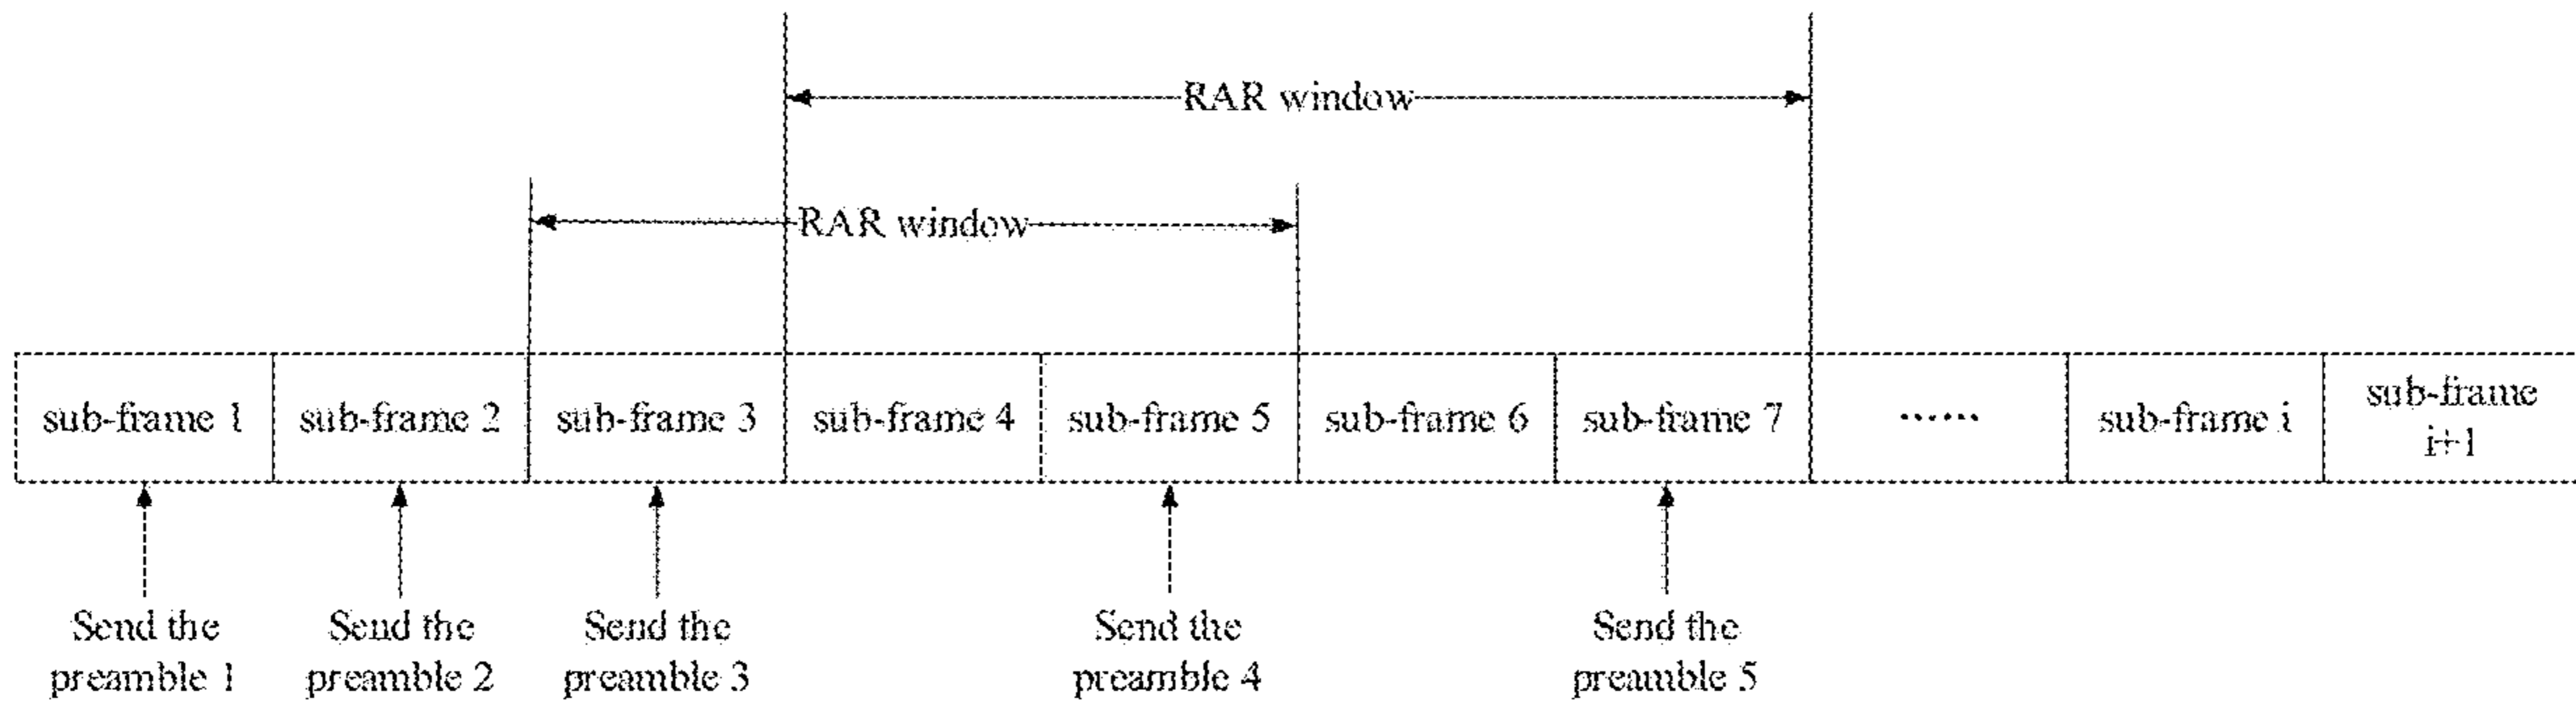 RAR window
RAR window
sub-frame 1
sub-frame 2
sub-frame 3
sub-frame 4
sub-frame 5
sub-frame 6
sub-frame 7
......
sub-frame i
sub-frame
i+1
Send the
preamble 1
Send the
preamble 2
Send the
preamble 3
Send the
preamble 4
Send the
preamble 5